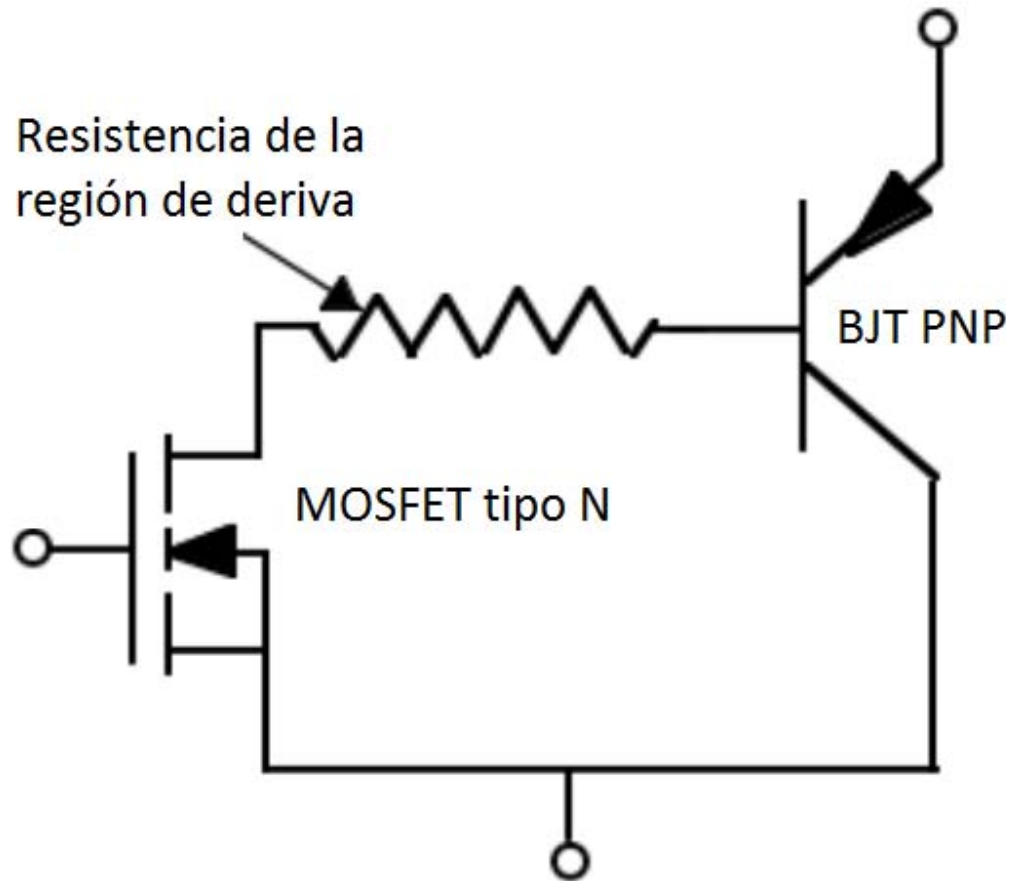 Resistencia de la
región de deriva
BJT PNP
MOSFET tipo N